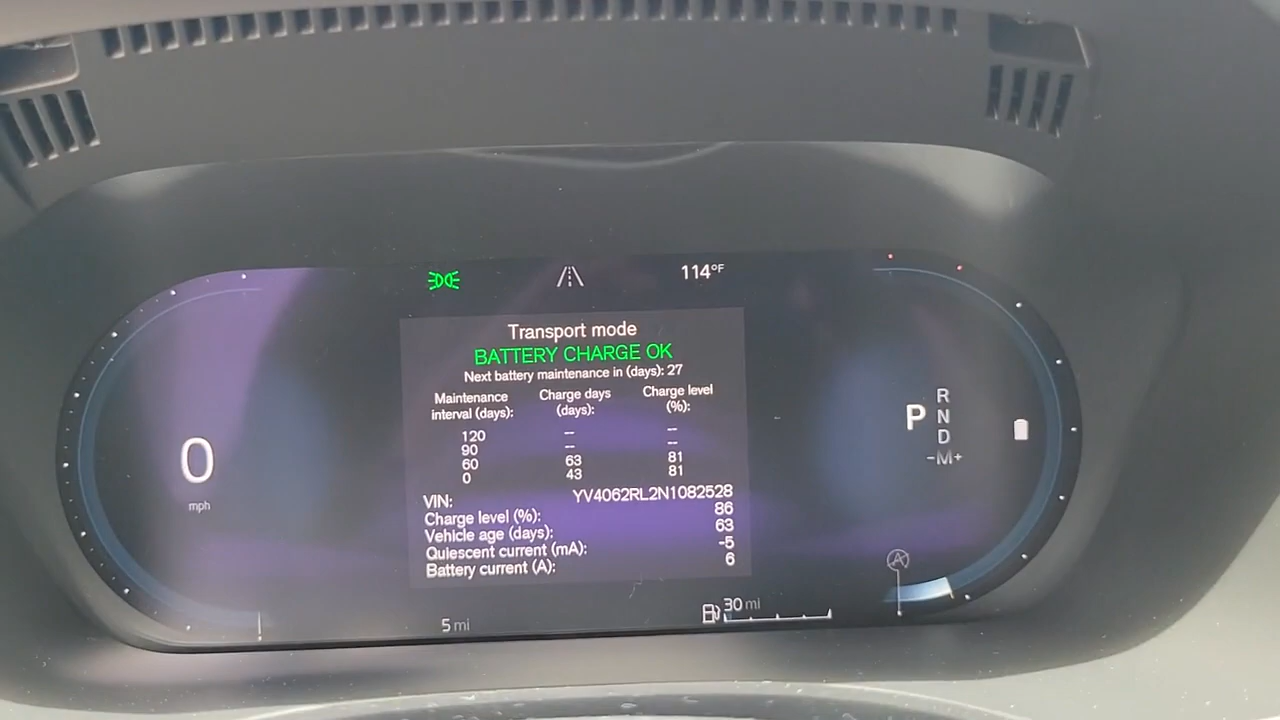 114°F
Transport mode
BATTERY CHARGE OK
Next battery maintenance in (days): 27
Maintenance interval (days): Charge days (days): Charge level (%):
120 -- --
90 -- --
60 63 81
0 43 81
VIN: YV4062RL2N1082528
Charge level (%): 86
Vehicle age (days): 63
Quiescent current (mA): -5
Battery current (A): 6
0
mph
P
R
N
D
-M+
A
5 mi
30 mi